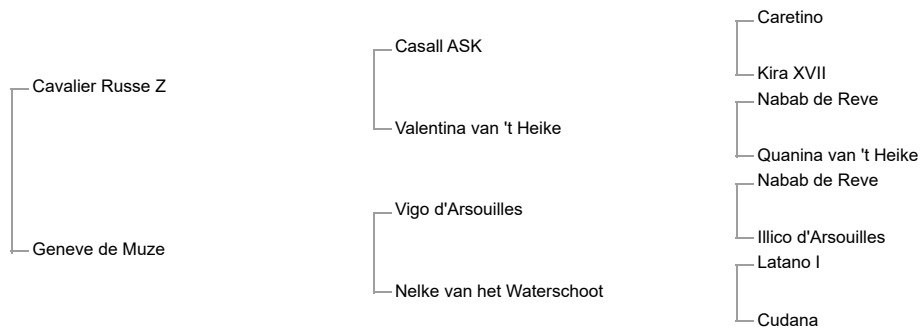 Caretino
Casall ASK
Kira XVII
Cavalier Russe Z
Nabab de Reve
Valentina van 't Heike
Quanina van 't Heike
Nabab de Reve
Vigo d'Arsouilles
Illico d'Arsouilles
Geneve de Muze
Latano I
Nelke van het Waterschoot
Cudana